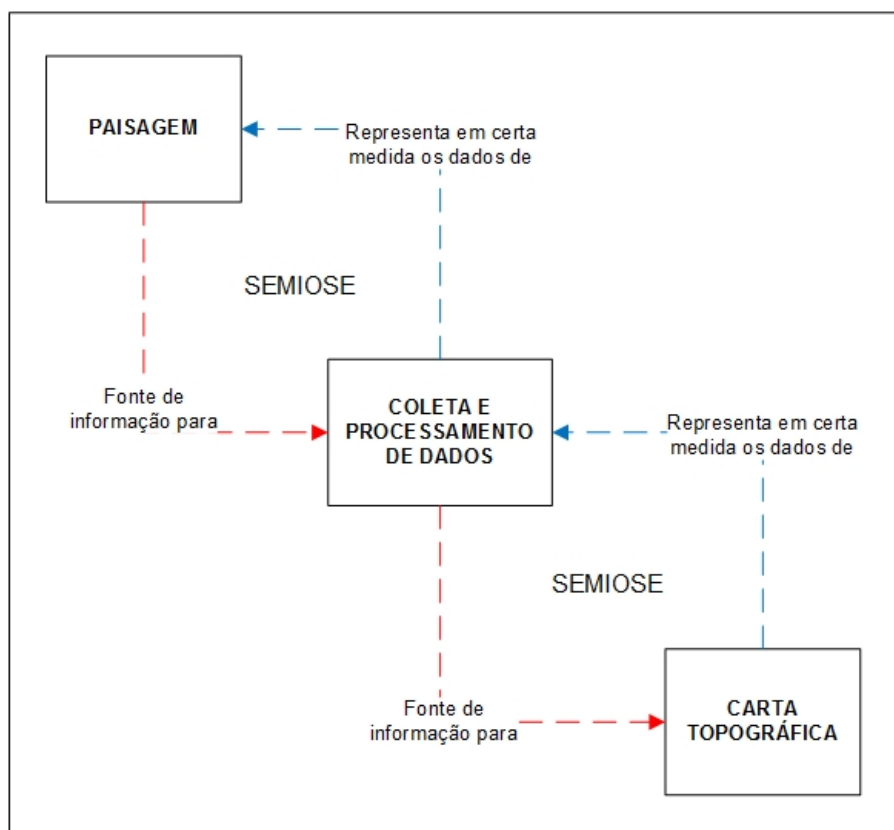 PAISAGEM
Representa em certa
medida os dados de
SEMIOSE
Fonte de
informação para
COLETA E
PROCESSAMENTO
DE DADOS
Representa em certa
medida os dados de
SEMIOSE
Fonte de
informação para
CARTA
TOPOGRÁFICA